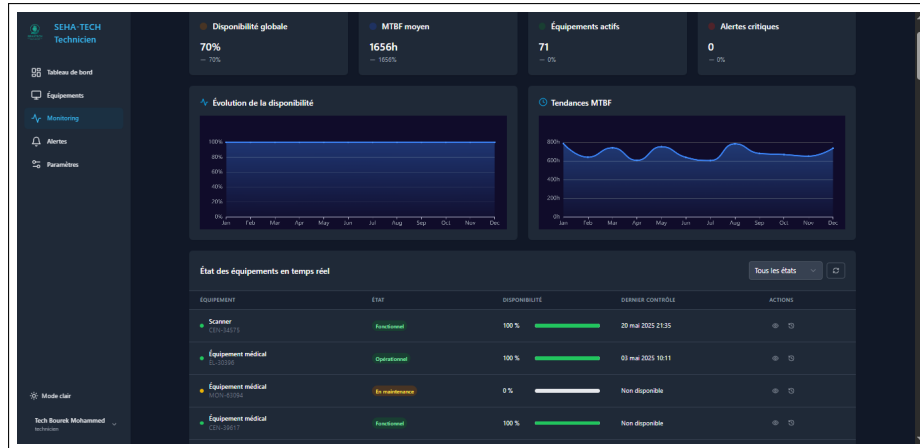 SEHA-TECH
Technicien
Tableau de bord
Équipements
Monitoring
Alertes
Paramètres
Mode clair
Tech Bourek Mohammed
technicien
Disponibilité globale
70%
— 70%
MTBF moyen
1656h
— 1656%
Équipements actifs
71
— 0%
Alertes critiques
0
— 0%
Évolution de la disponibilité
100%
80%
60%
40%
20%
0%
Jan Feb Mar Apr May Jun Jul Aug Sep Oct Nov Dec
Tendances MTBF
800h
600h
400h
200h
0h
Jan Feb Mar Apr May Jun Jul Aug Sep Oct Nov Dec
État des équipements en temps réel
Tous les états
ÉQUIPEMENT ÉTAT DISPONIBILITÉ DERNIER CONTRÔLE ACTIONS
Scanner Fonctionnel 100 % 20 mai 2025 21:35
CEN-34575
Équipement médical Opérationnel 100 % 03 mai 2025 10:11
Équipement médical En maintenance 0 % Non disponible
Équipement médical Fonctionnel 100 % Non disponible